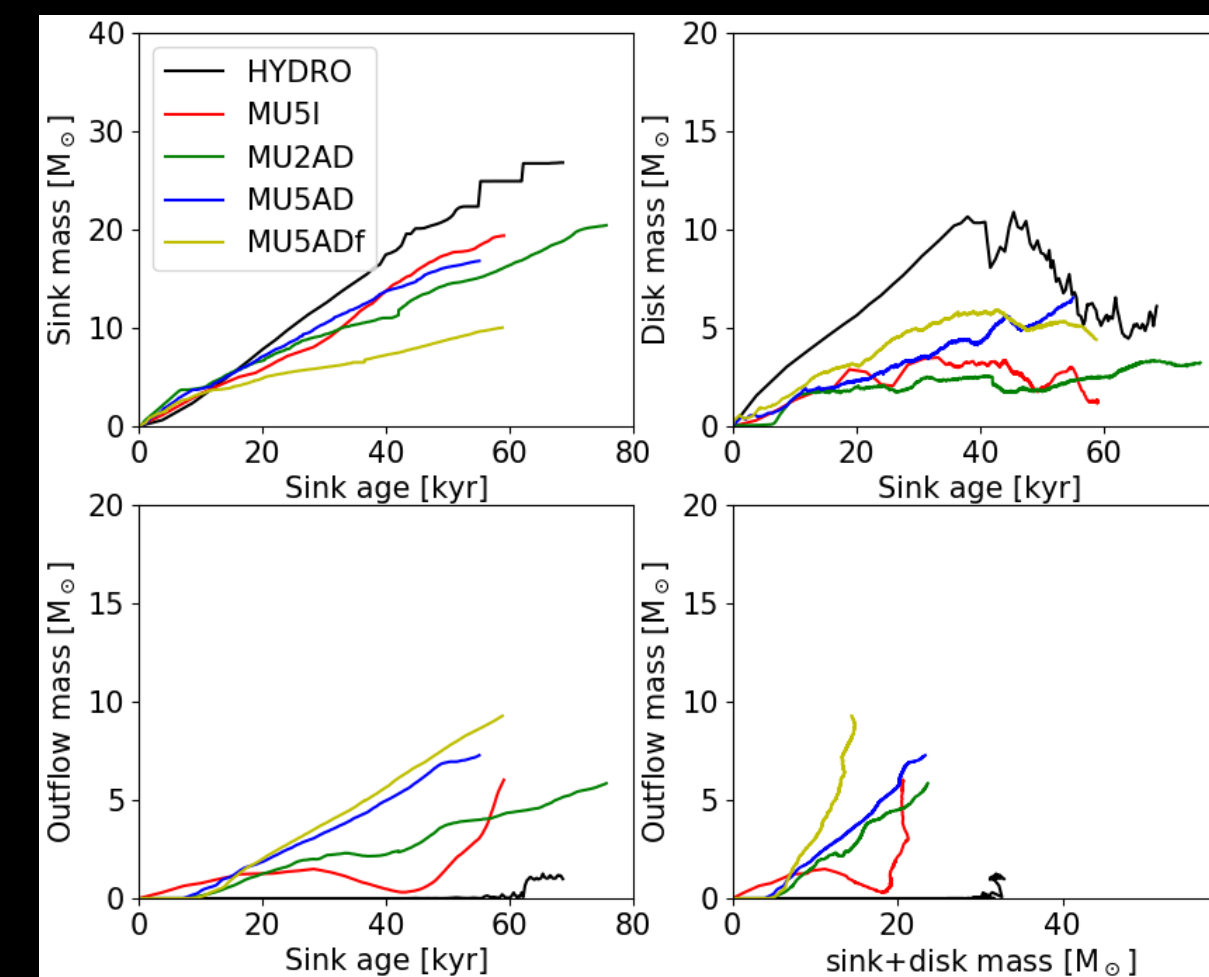 40
30
20
10
0
Sink mass [M⊙]
HYDRO
MU5I
MU2AD
MU5AD
MU5ADf
0 20 40 60 80
Sink age [kyr]
20
15
10
5
0
Disk mass [M⊙]
0 20 40 60
Sink age [kyr]
20
15
10
5
0
Outflow mass [M⊙]
0 20 40 60 80
Sink age [kyr]
20
15
10
5
0
Outflow mass [M⊙]
0 20 40
sink+disk mass [M⊙]